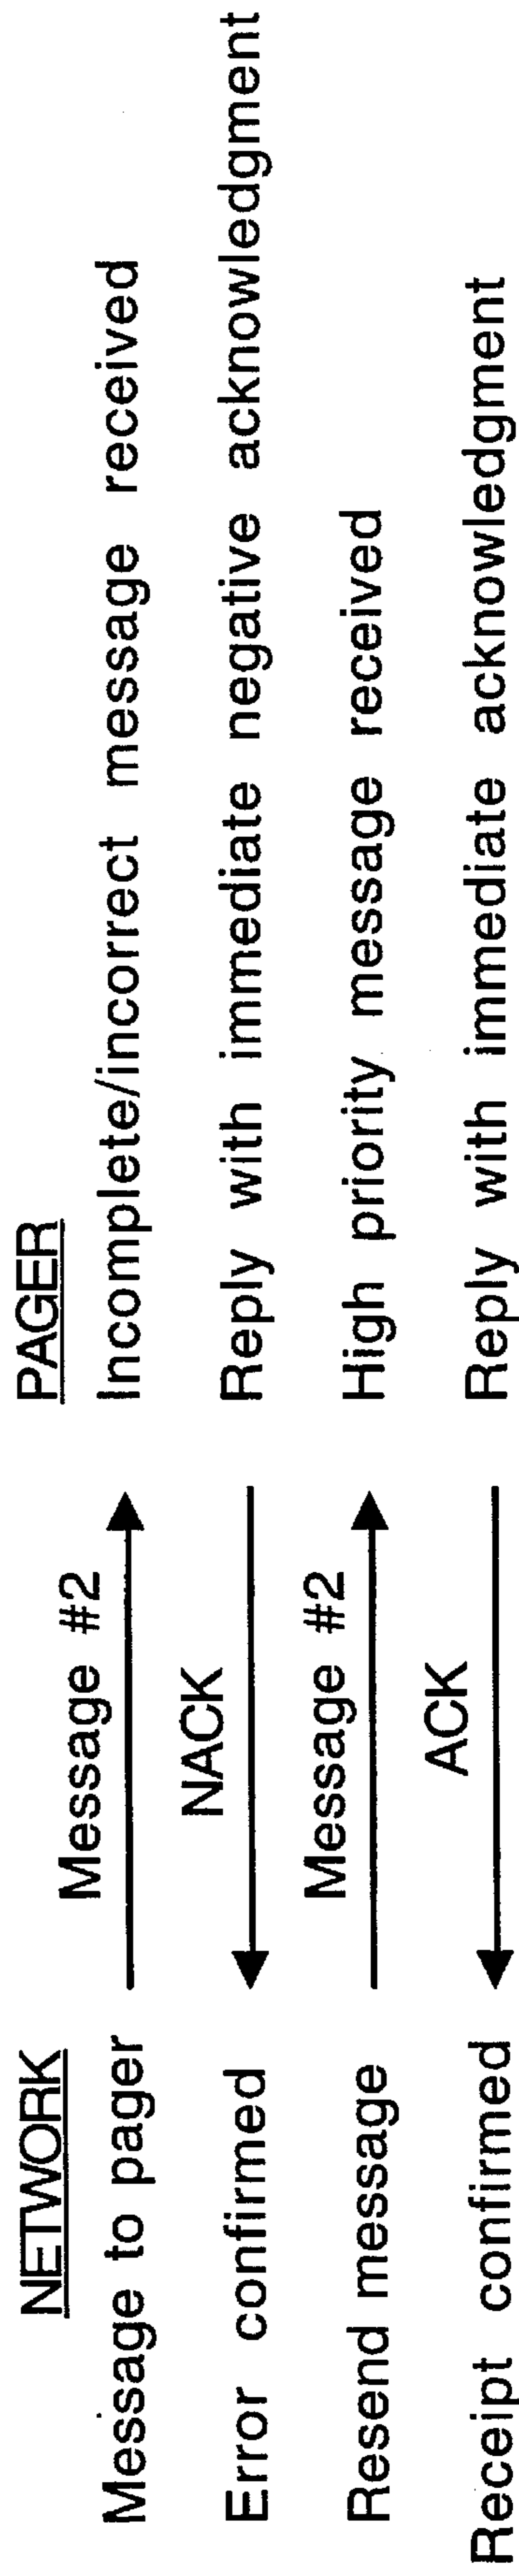 NETWORK PAGER
Message #2
Message to pager Incomplete/incorrect message received
NACK
Error confirmed Reply with immediate negative acknowledgment
Message #2
Resend message High priority message received
ACK
Receipt confirmed Reply with immediate acknowledgment